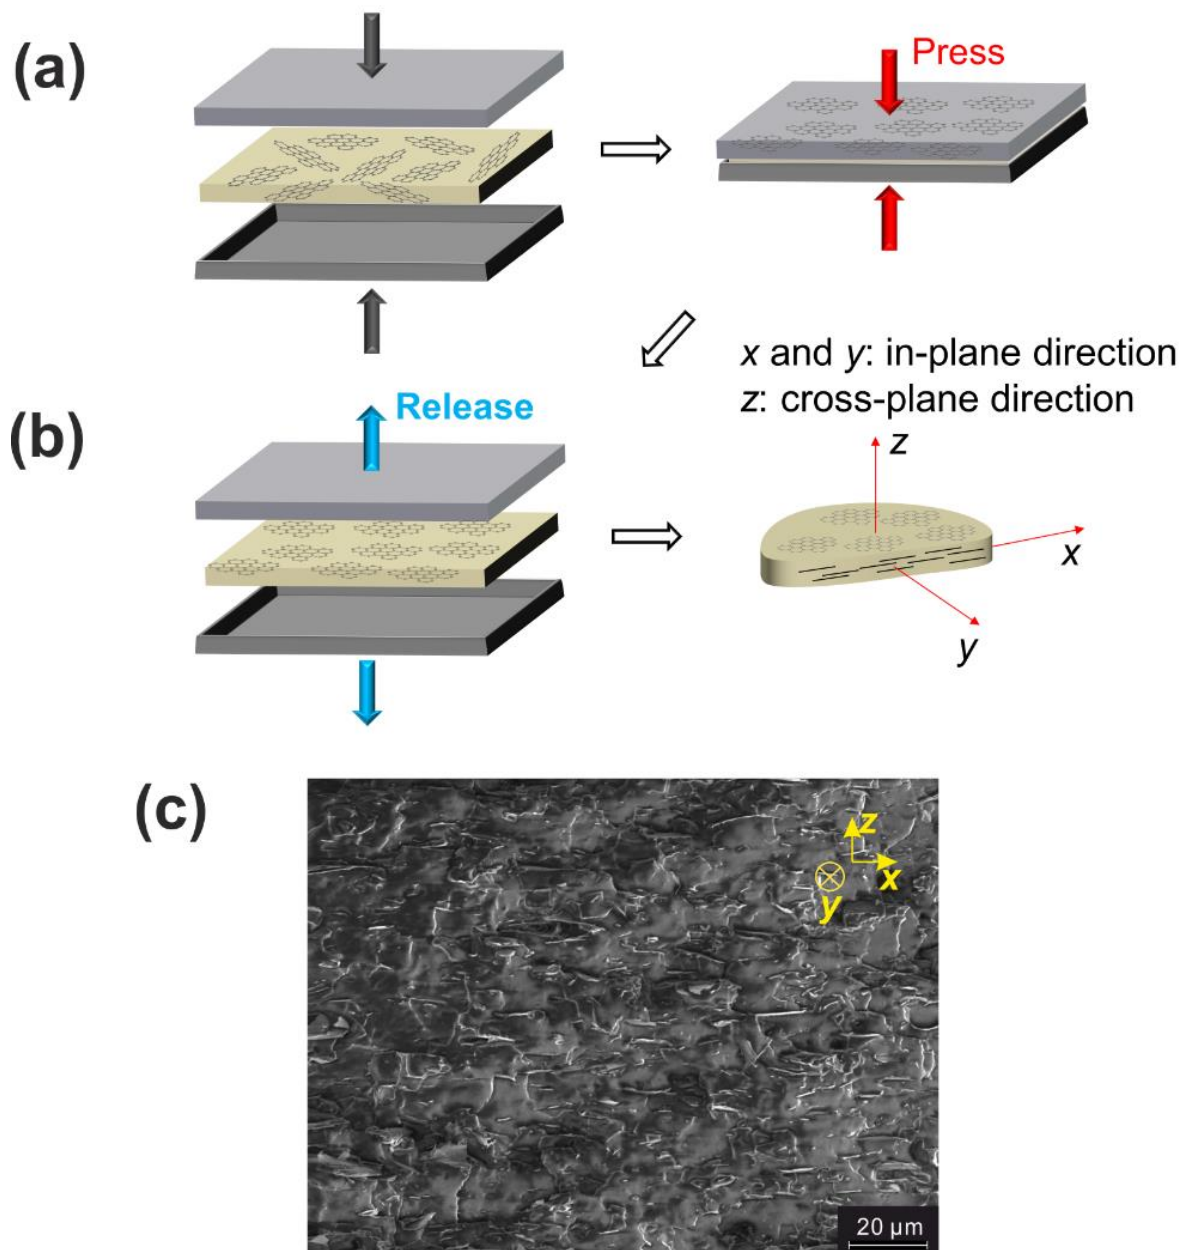 (a)
Press
x and y: in-plane direction
z: cross-plane direction
(b)
Release
z
x
y
(c)
z
x
y
20 µm